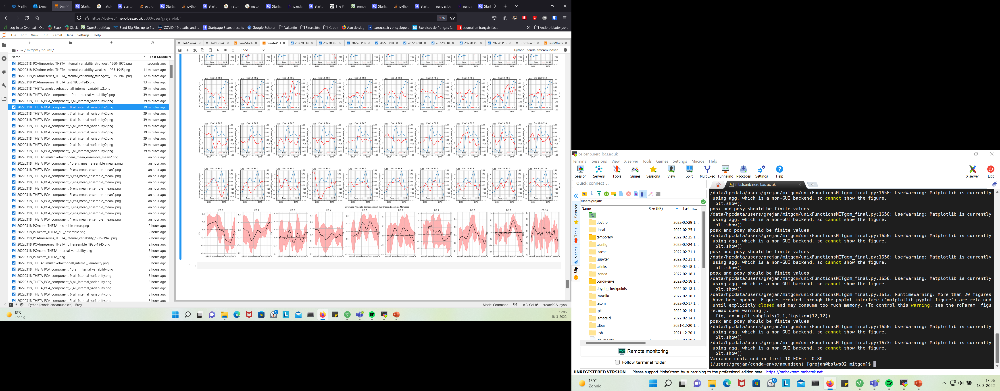 Mailfe
E-mai
Jup
Startp
matpl
Startp
pytho
Startp
pytho
Startp
matpl
matpl
Startp
panda
Startp
The P
prince
Startp
pytho
Startp
pandas.Da
panda
Start
https://bslws04.nerc-bas.ac.uk:8000/user/grejan/lab?
90%
Log in to Overleaf - O...
Slack
Slack
OpenStreetMap
Send Big Files up to 5...
COVID-19 deaths and ...
Startpage Search results
Google Scholar
Vakantie
Financiën
Kopen
Aan de slag
Larousse.fr : encyclopé...
Exercices de français (...
Journal en français fac...
Andere bladwijzers
File Edit View Run Kernel Tabs Settings Help
/ ··· / mitgcm / figures /
Name Last Modified
20220318_PCAtimeseries_THETA_internal_variability_strongest_1960-1975.png seconds ago
20220318_PCAtimeseries_THETA_internal_variability_weakest_1935-1945.png 11 minutes ago
20220318_PCAtimeseries_THETA_internal_variability_strongest_1935-1945.png 12 minutes ago
20220318_PCAtimeseries_THETA_test_1935-1945.png 13 minutes ago
20220318_THETAcumulativefractionall_internal_variability2.png 39 minutes ago
20220318_THETA_PCA_component_10_all_internal_variability2.png 39 minutes ago
20220318_THETA_PCA_component_9_all_internal_variability2.png 39 minutes ago
20220318_THETA_PCA_component_8_all_internal_variability2.png 39 minutes ago
20220318_THETA_PCA_component_7_all_internal_variability2.png 39 minutes ago
20220318_THETA_PCA_component_6_all_internal_variability2.png 39 minutes ago
20220318_THETA_PCA_component_5_all_internal_variability2.png 39 minutes ago
20220318_THETA_PCA_component_4_all_internal_variability2.png 39 minutes ago
20220318_THETA_PCA_component_3_all_internal_variability2.png 39 minutes ago
20220318_THETA_PCA_component_2_all_internal_variability2.png 39 minutes ago
20220318_THETA_PCA_component_1_all_internal_variability2.png 39 minutes ago
20220318_THETAcumulativefractionens_mean_ensemble_mean2.png an hour ago
20220318_THETA_PCA_component_10_ens_mean_ensemble_mean2.png an hour ago
20220318_THETA_PCA_component_9_ens_mean_ensemble_mean2.png an hour ago
20220318_THETA_PCA_component_8_ens_mean_ensemble_mean2.png an hour ago
20220318_THETA_PCA_component_7_ens_mean_ensemble_mean2.png an hour ago
20220318_THETA_PCA_component_6_ens_mean_ensemble_mean2.png an hour ago
20220318_THETA_PCA_component_5_ens_mean_ensemble_mean2.png an hour ago
20220318_THETA_PCA_component_4_ens_mean_ensemble_mean2.png an hour ago
20220318_THETA_PCA_component_3_ens_mean_ensemble_mean2.png an hour ago
20220318_THETA_PCA_component_2_ens_mean_ensemble_mean2.png an hour ago
20220318_THETA_PCA_component_1_ens_mean_ensemble_mean2.png an hour ago
20220318_PCAcorrs_THETA_ensemble_mean.png 2 hours ago
20220318_PCAcorrs_THETA_full_ensemble.png 2 hours ago
20220318_PCAtimeseries_THETA_internal_variability_1935-1945.png 2 hours ago
20220318_PCAtimeseries_THETA_full_ensemble_1935-1945.png 2 hours ago
20220318_PCAcorrs_THETA_internal_variability.png 3 hours ago
20220318_PCAcorrs_THETA_.png 3 hours ago
20220318_THETAcumulativefractionall_internal_variability.png 3 hours ago
20220318_THETA_PCA_component_10_all_internal_variability.png 3 hours ago
20220318_THETA_PCA_component_9_all_internal_variability.png 3 hours ago
20220318_THETA_PCA_component_8_all_internal_variability.png 3 hours ago
20220318_THETA_PCA_component_7_all_internal_variability.png 3 hours ago
20220318_THETA_PCA_component_6_all_internal_variability.png 3 hours ago
20220318_THETA_PCA_component_5_all_internal_variability.png 3 hours ago
bsl2_mak bsl1_mak caseStudi createPCA 20220318 20220318 20220318 20220318 20220318 20220318 20220318 20220318 unixFunct testWhate
Code
Python [conda env:amundsen]
Ens 10; PC 1 Ens 10; PC 2 Ens 10; PC 3 Ens 10; PC 4 Ens 10; PC 5 Ens 10; PC 6 Ens 10; PC 7 Ens 10; PC 8 Ens 10; PC 9 Ens 10; PC 10
Ens 19; PC 1 Ens 19; PC 2 Ens 19; PC 3 Ens 19; PC 4 Ens 19; PC 5 Ens 19; PC 6 Ens 19; PC 7 Ens 19; PC 8 Ens 19; PC 9 Ens 19; PC 10
Ens 20; PC 1 Ens 20; PC 2 Ens 20; PC 3 Ens 20; PC 4 Ens 20; PC 5 Ens 20; PC 6 Ens 20; PC 7 Ens 20; PC 8 Ens 20; PC 9 Ens 20; PC 10
Averaged Principle Components of the Chosen Ensemble Members
PC: 1 PC: 2 PC: 3 PC: 4 PC: 5 PC: 6 PC: 7 PC: 8 PC: 9 PC: 10
[ ]:
0 6 Python [conda env:amundsen] | Busy
Mode: Command Ln 3, Col 85 createPCA.ipynb
13°C
Zonnig
17:06
18-3-2022
bslcenb.nerc-bas.ac.uk
Terminal Sessions View X server Tools Games Settings Macros Help
Session Servers Tools Games Sessions View Split MultiExec Tunneling Packages Settings Help X server Exit
Quick connect...
2. bslcenb.nerc-bas.ac.uk
/users/grejan/
Sessions
Tools
Macros
Sftp
Name Size (KB) Last m...
..
.ipython 2022-02-28 1...
.local 2022-02-25 1...
temporary 2022-02-25 1...
.config 2022-02-24 1...
.cache 2022-02-21 1...
.jupyter 2022-02-21 1...
.elinks 2022-02-18 1...
.conda 2022-02-18 1...
conda-envs 2022-02-18 1...
.ipynb_checkpoints 2022-02-18 1...
.mozilla 2022-02-18 1...
.atom 2022-02-17 1...
.pki 2022-02-14 1...
.emacs.d 2022-02-14 1...
.dbus 2021-12-20 1...
.ssh 2021-12-20 1...
Remote monitoring
Follow terminal folder
/data/hpcdata/users/grejan/mitgcm/unixFunctionsMITgcm_final.py:1656: UserWarning: Matplotlib is currently
using agg, which is a non-GUI backend, so cannot show the figure.
plt.show()
posx and posy should be finite values
/data/hpcdata/users/grejan/mitgcm/unixFunctionsMITgcm_final.py:1656: UserWarning: Matplotlib is currently
using agg, which is a non-GUI backend, so cannot show the figure.
plt.show()
posx and posy should be finite values
/data/hpcdata/users/grejan/mitgcm/unixFunctionsMITgcm_final.py:1656: UserWarning: Matplotlib is currently
using agg, which is a non-GUI backend, so cannot show the figure.
plt.show()
posx and posy should be finite values
/data/hpcdata/users/grejan/mitgcm/unixFunctionsMITgcm_final.py:1656: UserWarning: Matplotlib is currently
using agg, which is a non-GUI backend, so cannot show the figure.
plt.show()
posx and posy should be finite values
/data/hpcdata/users/grejan/mitgcm/unixFunctionsMITgcm_final.py:1656: UserWarning: Matplotlib is currently
using agg, which is a non-GUI backend, so cannot show the figure.
plt.show()
/data/hpcdata/users/grejan/mitgcm/unixFunctionsMITgcm_final.py:1613: RuntimeWarning: More than 20 figures
have been opened. Figures created through the pyplot interface (`matplotlib.pyplot.figure`) are retained
until explicitly closed and may consume too much memory. (To control this warning, see the rcParam `figu
re.max_open_warning`).
fig, ax = plt.subplots(2,1,figsize=(12,12))
posx and posy should be finite values
/data/hpcdata/users/grejan/mitgcm/unixFunctionsMITgcm_final.py:1656: UserWarning: Matplotlib is currently
using agg, which is a non-GUI backend, so cannot show the figure.
plt.show()
/data/hpcdata/users/grejan/mitgcm/unixFunctionsMITgcm_final.py:1673: UserWarning: Matplotlib is currently
using agg, which is a non-GUI backend, so cannot show the figure.
plt.show()
Variance contained in first 10 EOFs: 0.80
(/users/grejan/conda-envs/amundsen) [grejan@bslws02 mitgcm]$
UNREGISTERED VERSION - Please support MobaXterm by subscribing to the professional edition here: https://mobaxterm.mobatek.net
13°C
Zonnig
17:06
18-3-2022